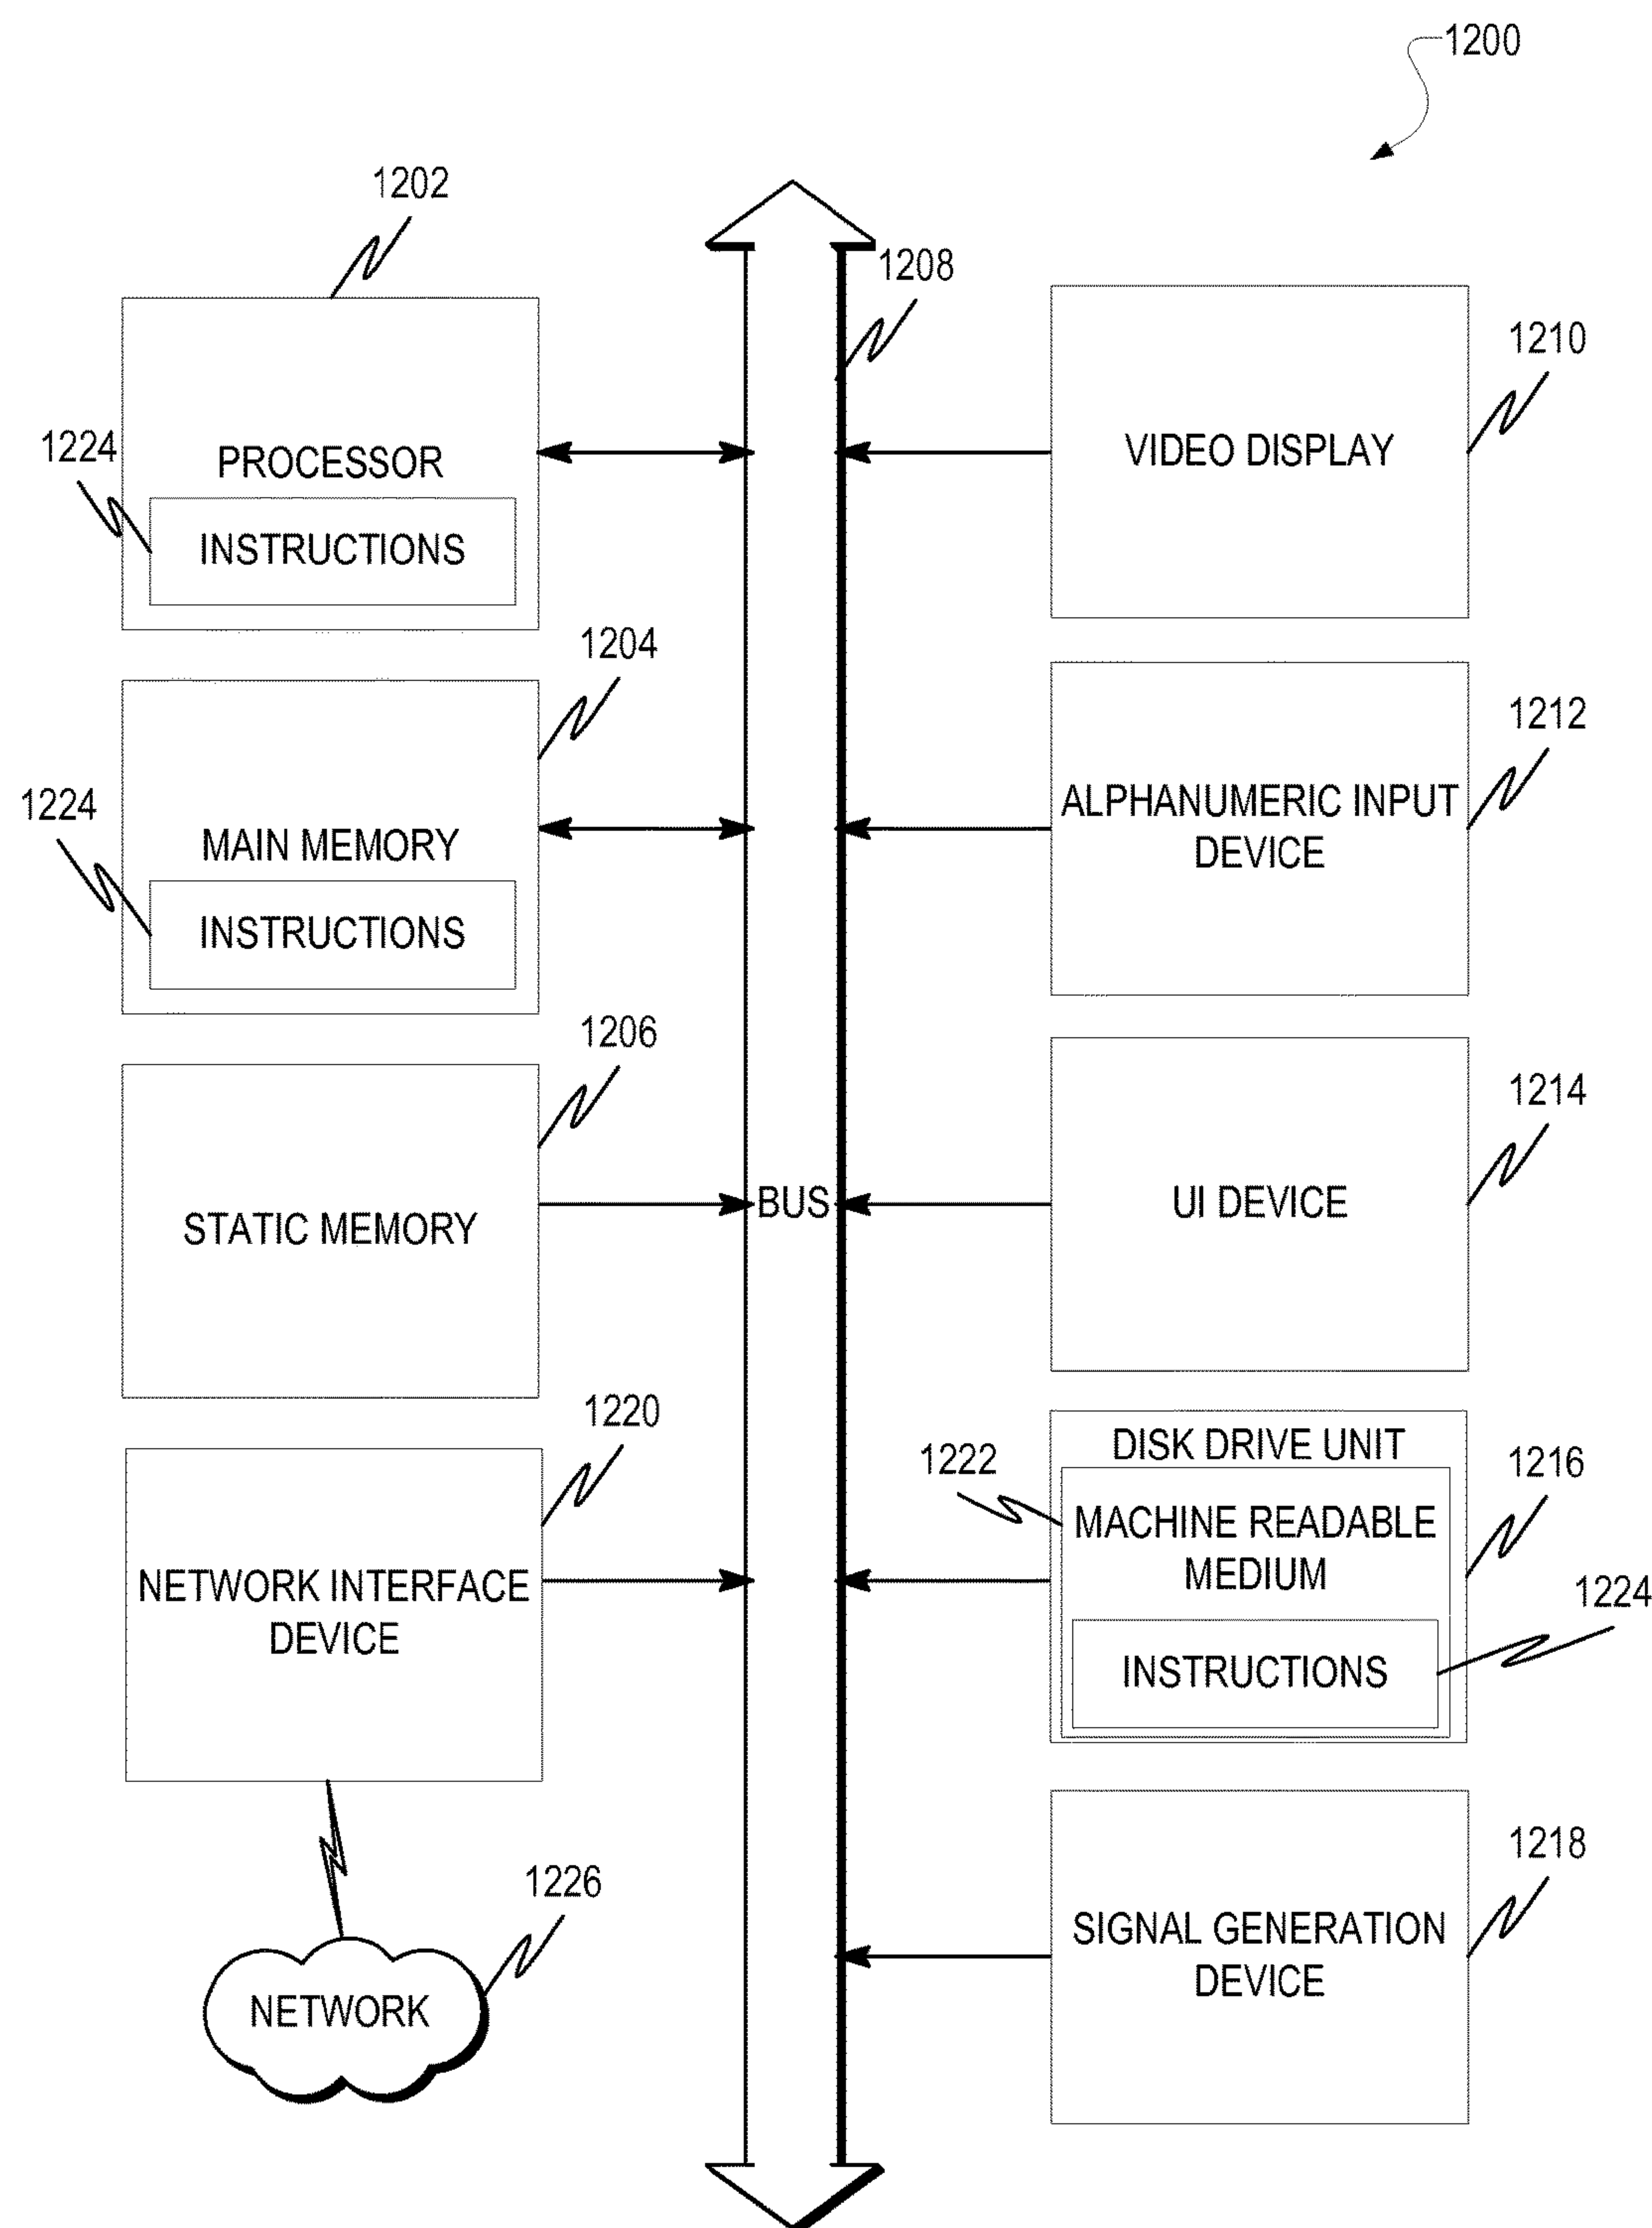 1200
1202
1208
1210
1224
PROCESSOR
INSTRUCTIONS
VIDEO DISPLAY
1204
1212
1224
MAIN MEMORY
INSTRUCTIONS
ALPHANUMERIC INPUT
DEVICE
1206
1214
STATIC MEMORY
BUS
UI DEVICE
1220
1222
DISK DRIVE UNIT
1216
MACHINE READABLE
MEDIUM
1224
INSTRUCTIONS
NETWORK INTERFACE
DEVICE
1226
NETWORK
1218
SIGNAL GENERATION
DEVICE